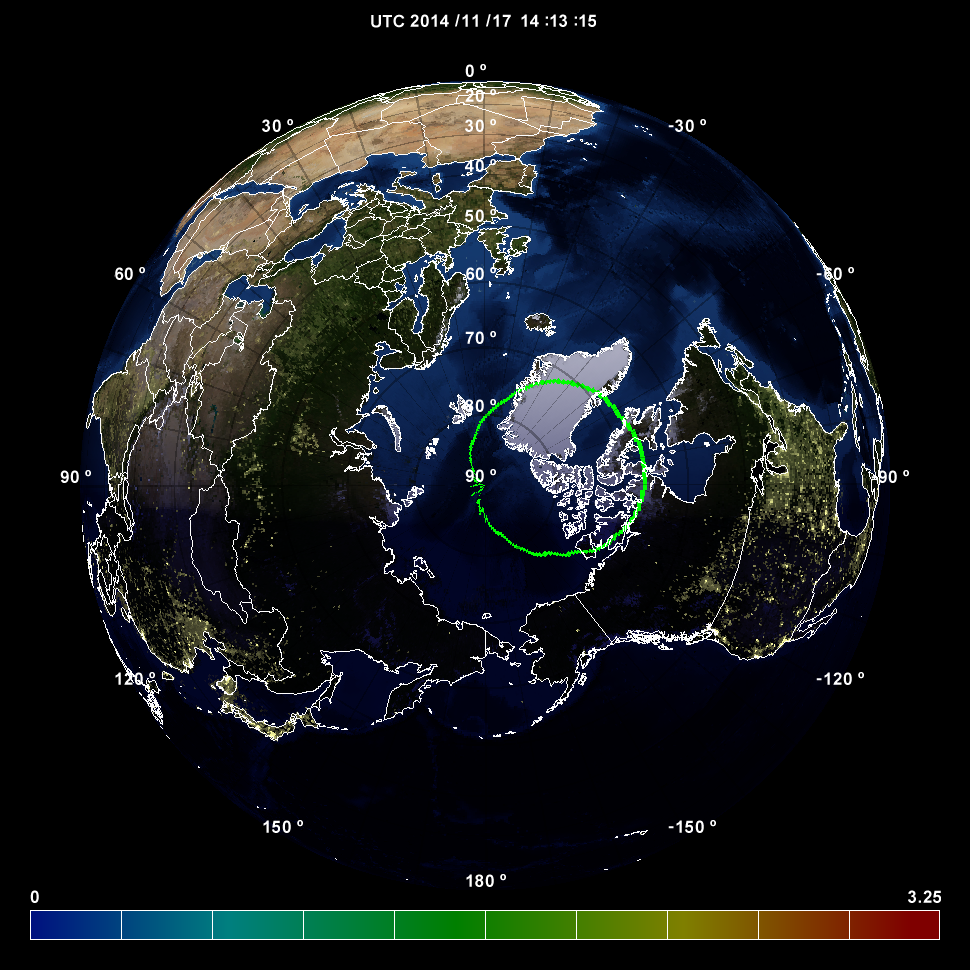 UTC 2014 /11 /17 14 :13 :15
0 º
20 º
30 º
30 º
-30 º
40 º
50 º
60 º
60 º
-60 º
70 º
80 º
90 º
90 º
-90 º
120 º
-120 º
150 º
-150 º
180 º
0
3.25